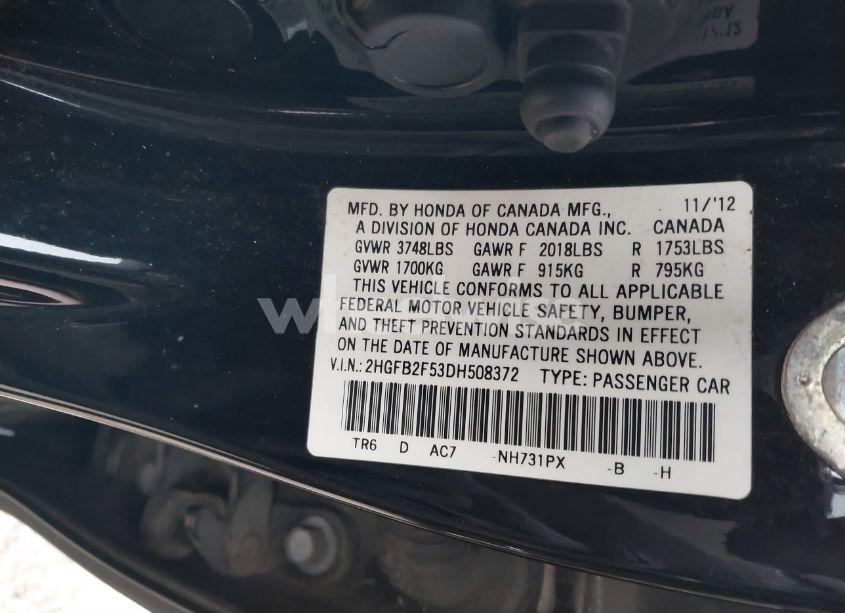 MFD. BY HONDA OF CANADA MFG., 11/'12
A DIVISION OF HONDA CANADA INC. CANADA
GVWR 3748LBS GAWR F 2018LBS R 1753LBS
GVWR 1700KG GAWR F 915KG R 795KG
THIS VEHICLE CONFORMS TO ALL APPLICABLE
FEDERAL MOTOR VEHICLE SAFETY, BUMPER,
AND THEFT PREVENTION STANDARDS IN EFFECT
ON THE DATE OF MANUFACTURE SHOWN ABOVE.
V.I.N.: 2HGFB2F53DH508372 TYPE: PASSENGER CAR
TR6 D AC7 -NH731PX -B -H